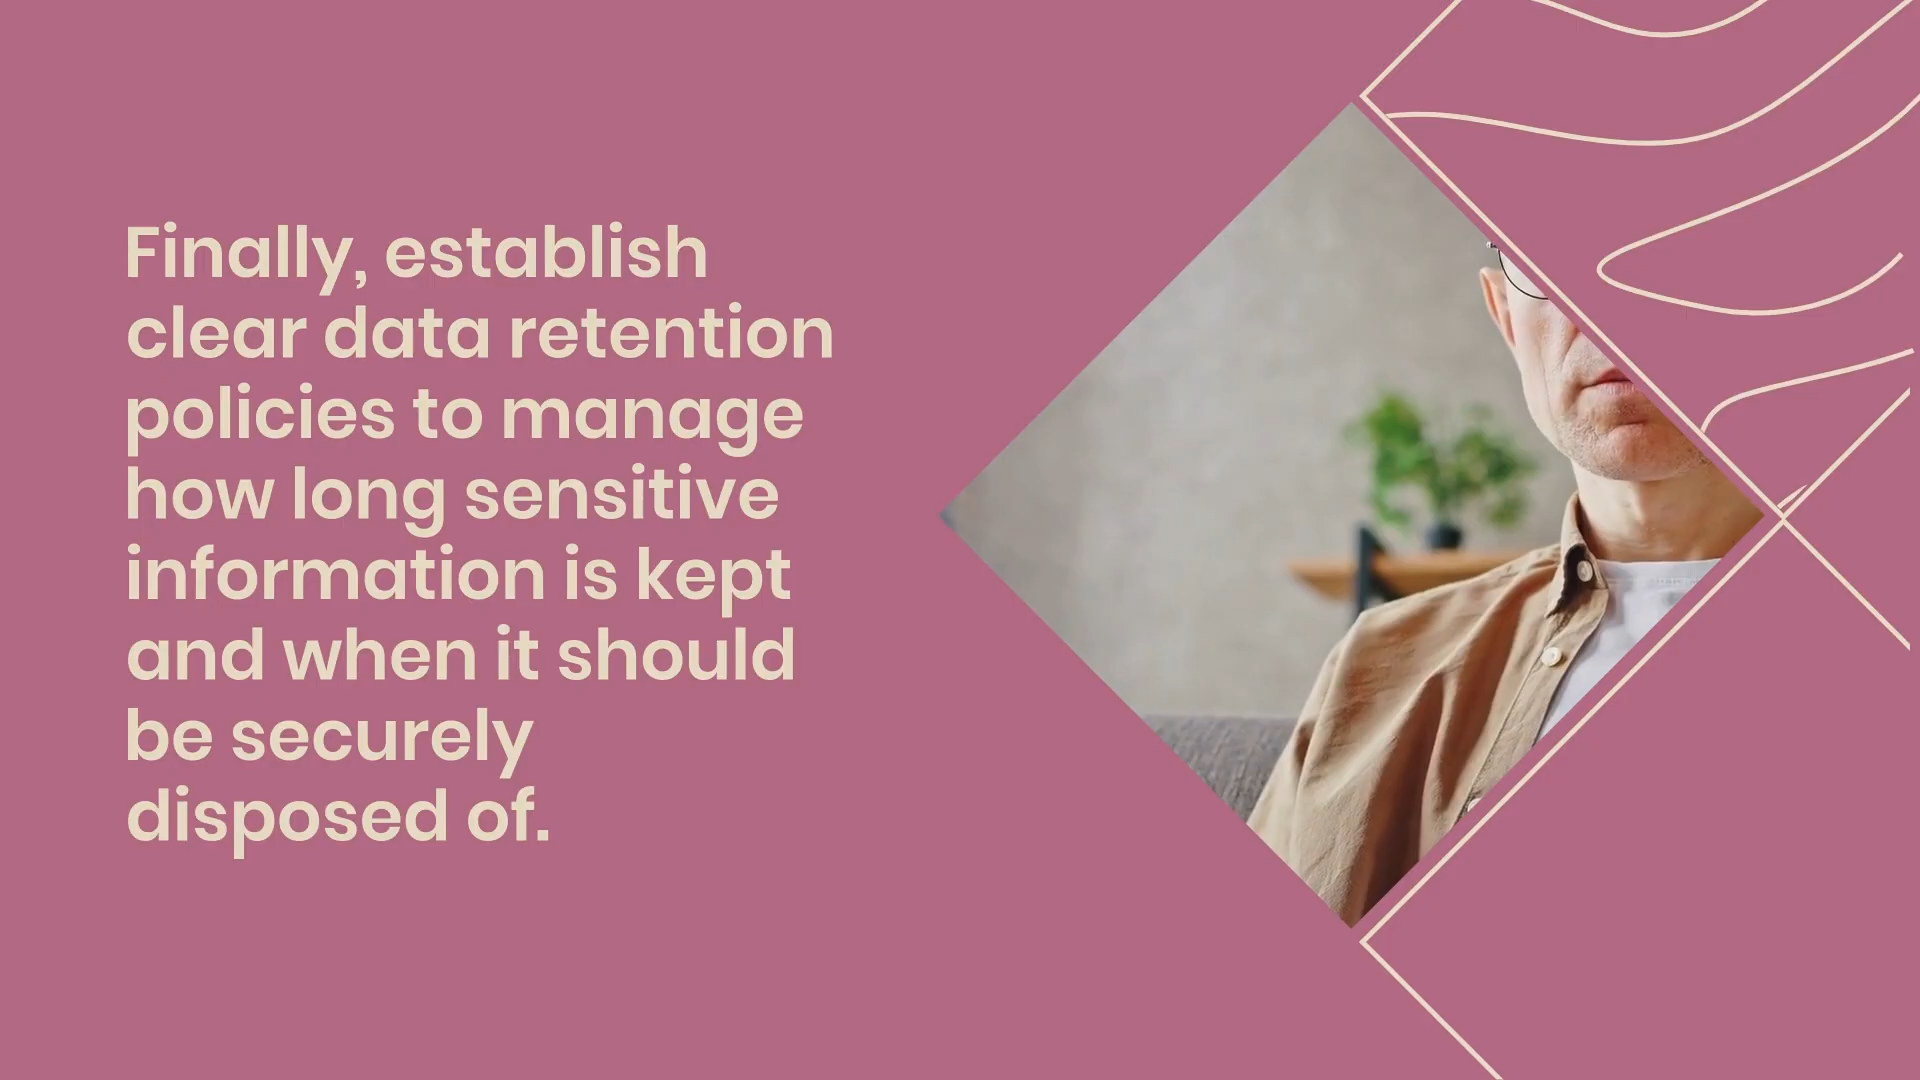 Finally, establish
clear data retention
policies to manage
how long sensitive
information is kept
and when it should
be securely
disposed of.